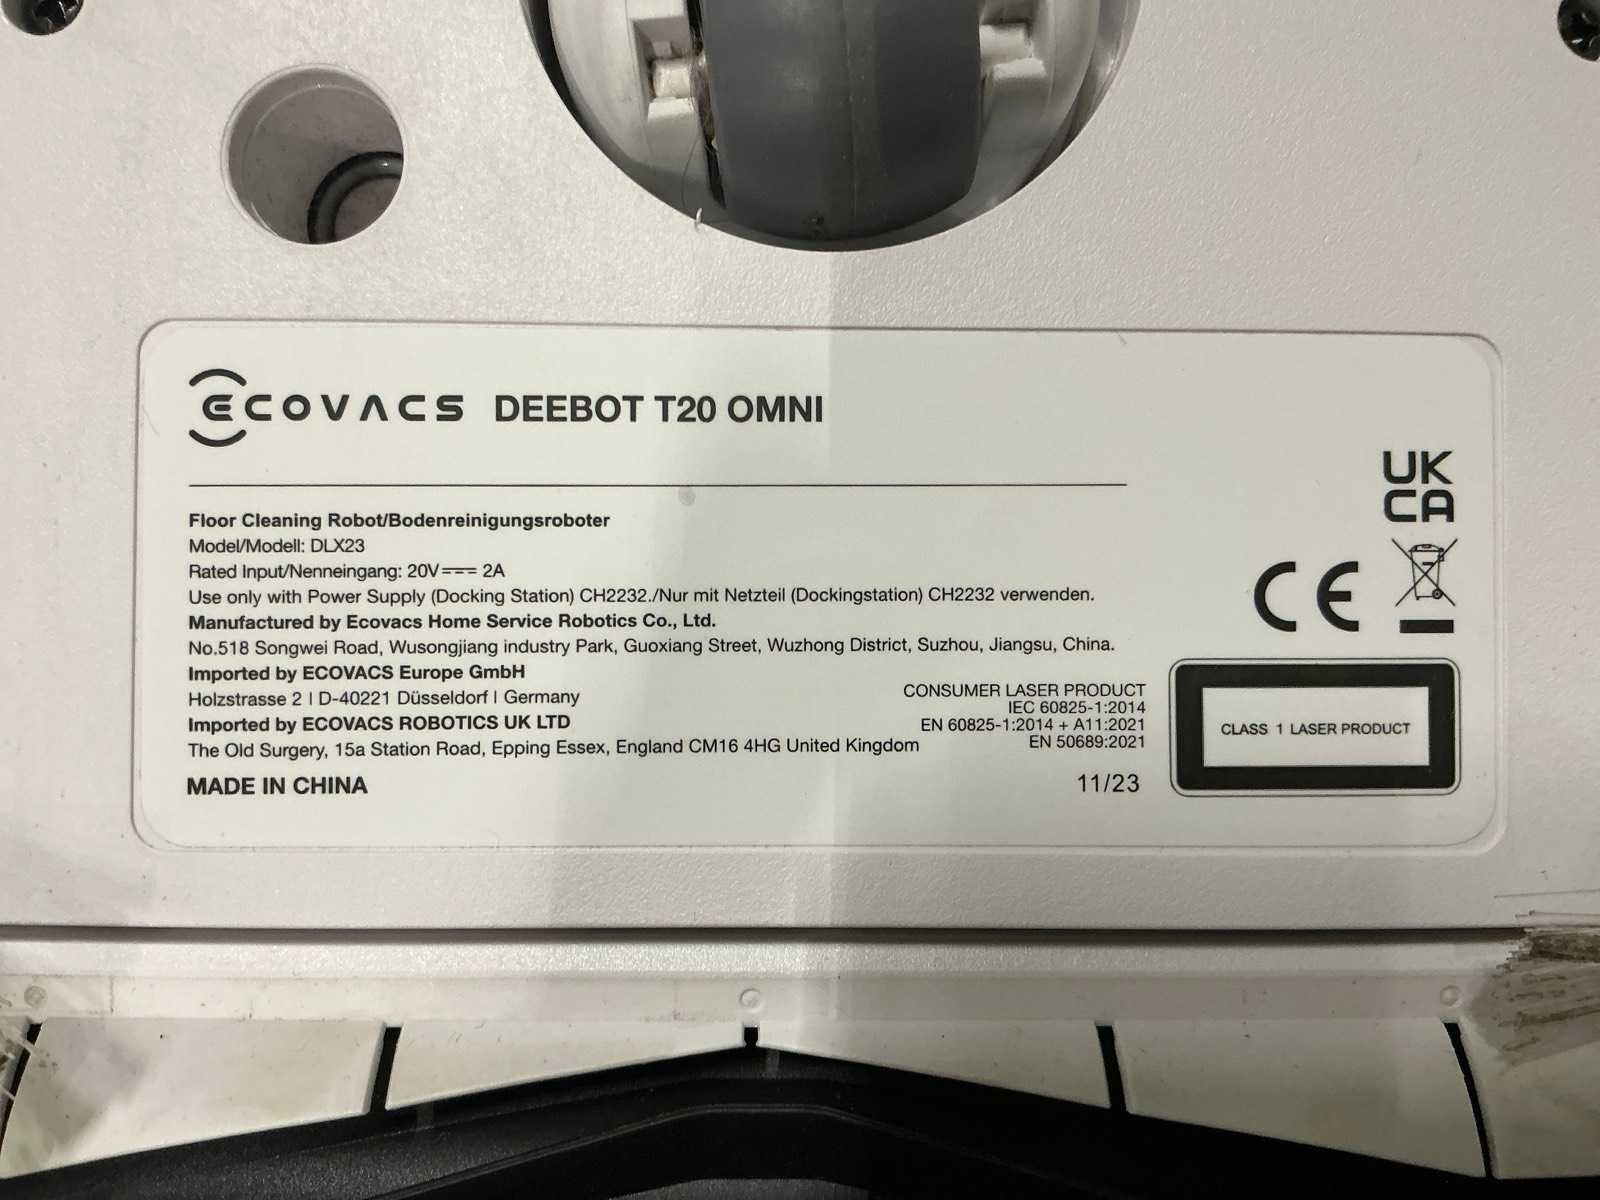 ECOVACS DEEBOT T20 OMNI
Floor Cleaning Robot/Bodenreinigungsroboter
Model/Modell: DLX23
Rated Input/Nenneingang: 20V⎓ 2A
Use only with Power Supply (Docking Station) CH2232./Nur mit Netzteil (Dockingstation) CH2232 verwenden.
Manufactured by Ecovacs Home Service Robotics Co., Ltd.
No.518 Songwei Road, Wusongjiang industry Park, Guoxiang Street, Wuzhong District, Suzhou, Jiangsu, China.
Imported by ECOVACS Europe GmbH
Holzstrasse 2 I D-40221 Düsseldorf I Germany
Imported by ECOVACS ROBOTICS UK LTD
The Old Surgery, 15a Station Road, Epping Essex, England CM16 4HG United Kingdom
MADE IN CHINA
CONSUMER LASER PRODUCT
IEC 60825-1:2014
EN 60825-1:2014 + A11:2021
EN 50689:2021
11/23
UK
CA
CE
CLASS 1 LASER PRODUCT